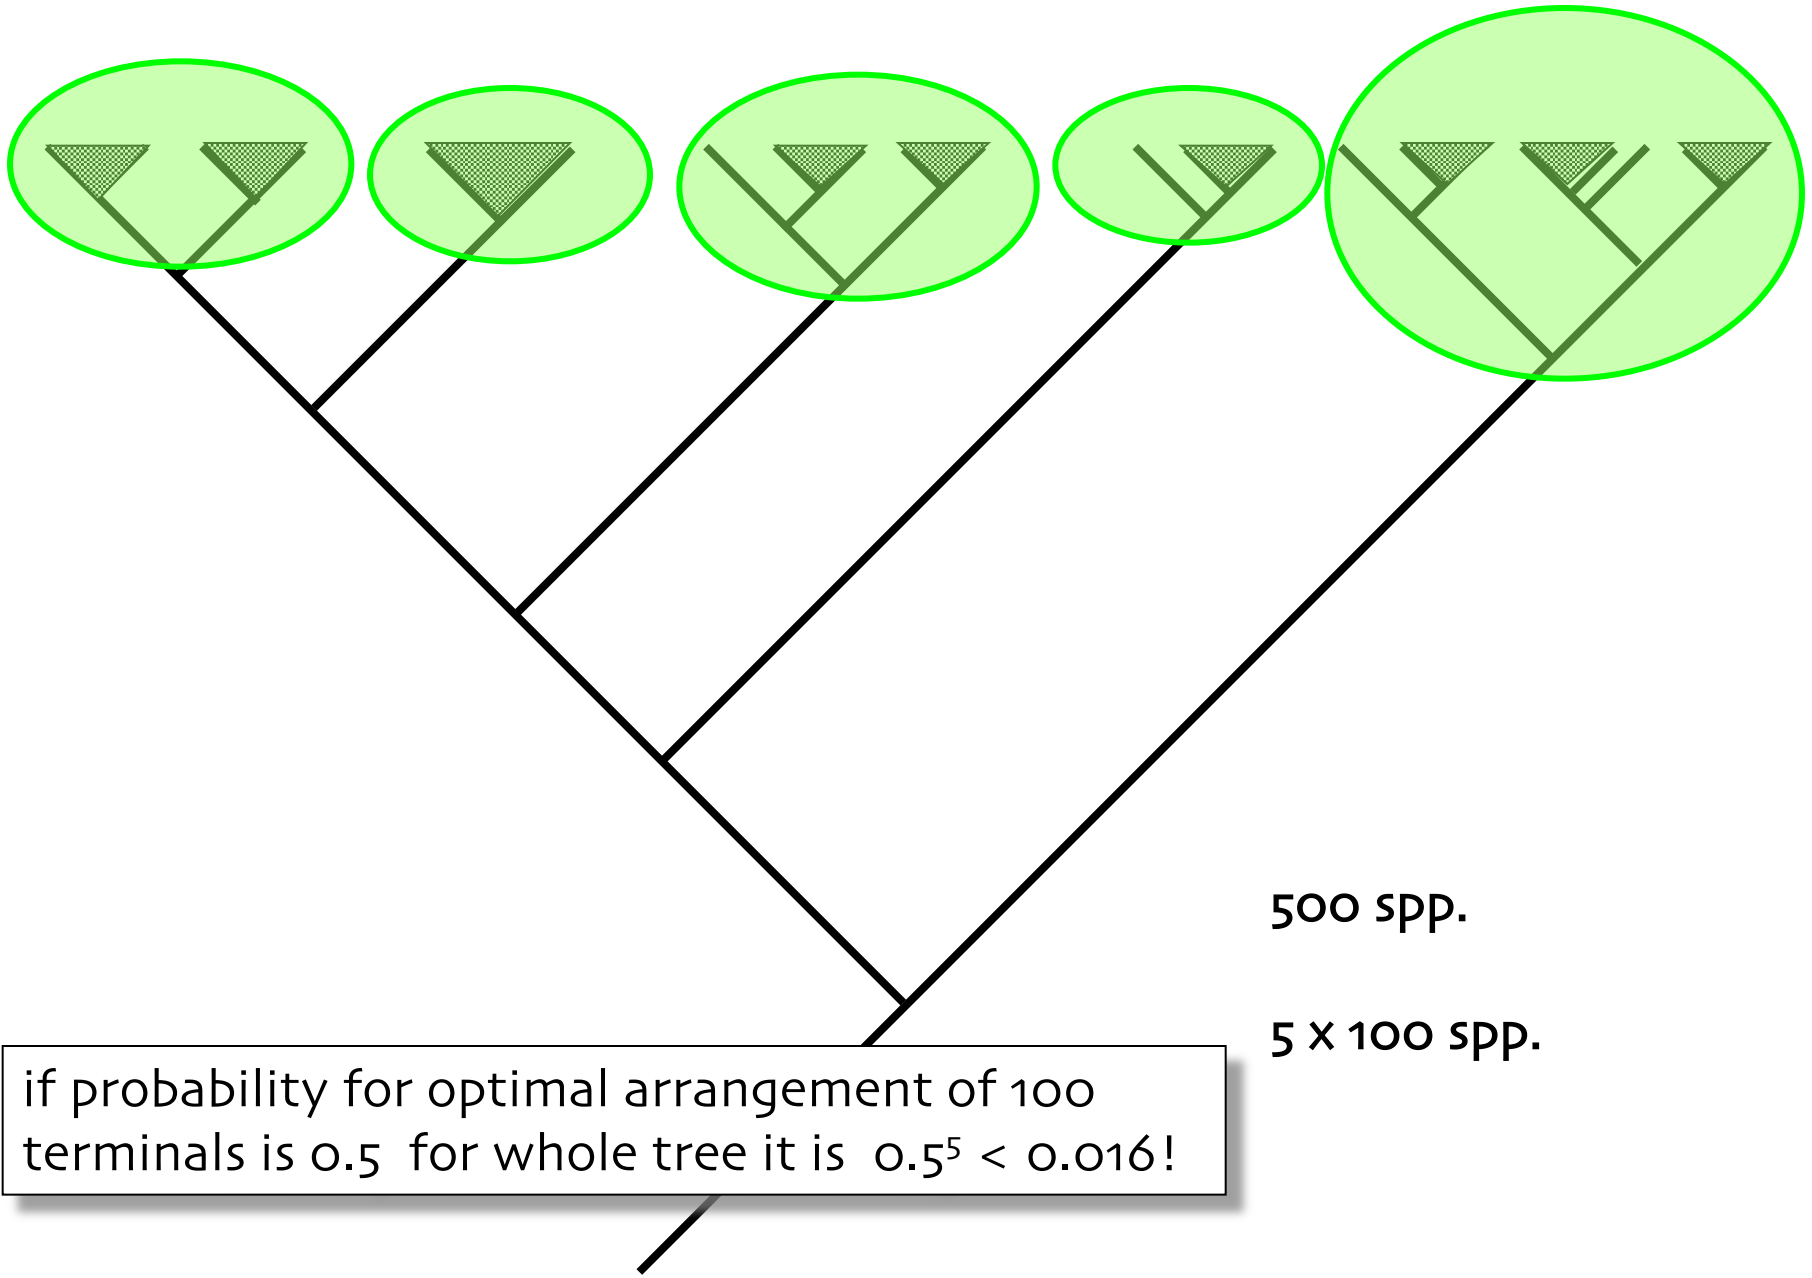 500 spp.
5 x 100 spp.
if probability for optimal arrangement of 100
terminals is 0.5 for whole tree it is 0.5⁵ < 0.016!